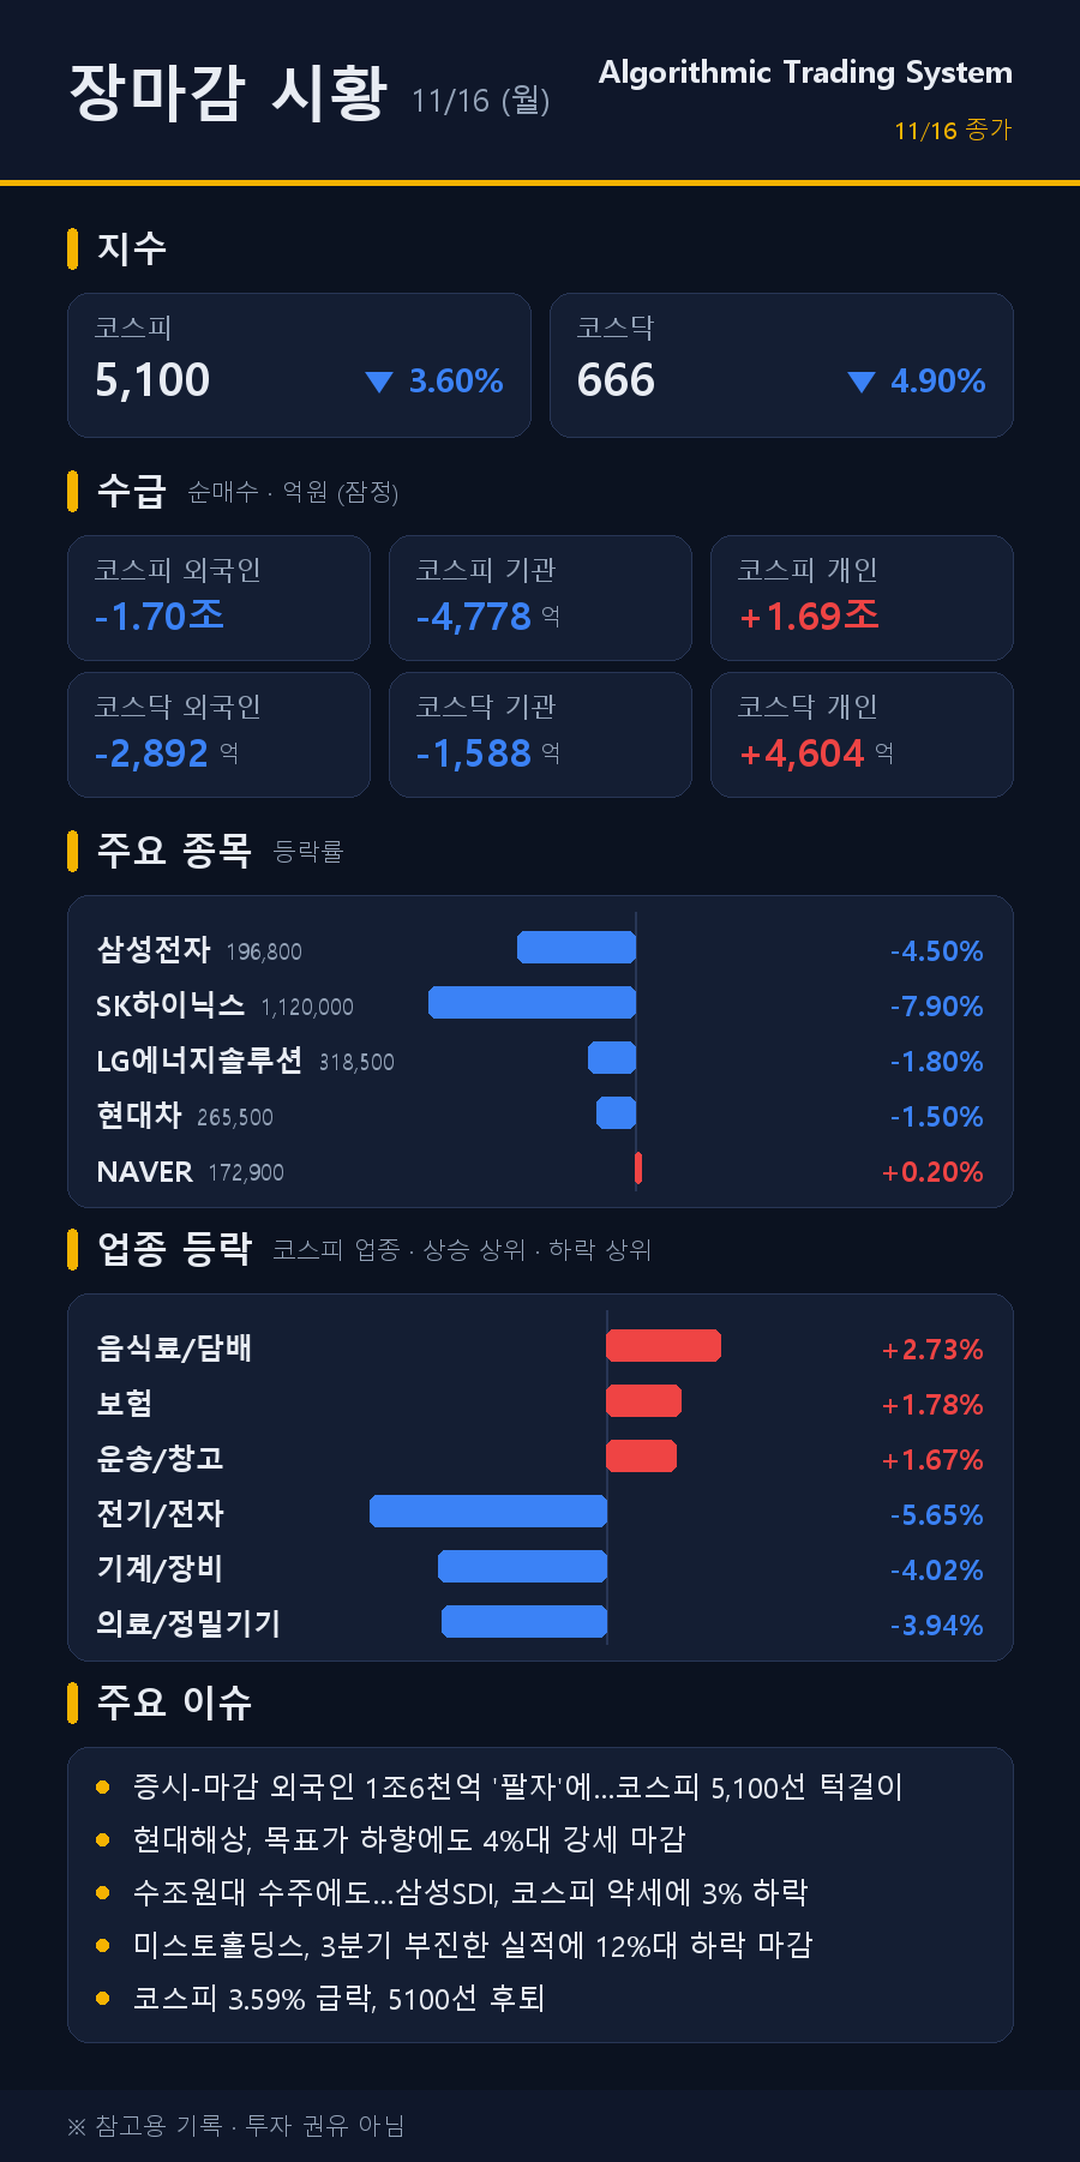 장마감 시황 11/16 (월)
Algorithmic Trading System
11/16 종가
지수
코스피
5,100 ▼ 3.60%
코스닥
666 ▼ 4.90%
수급 순매수 · 억원 (잠정)
코스피 외국인
-1.70조
코스피 기관
-4,778 억
코스피 개인
+1.69조
코스닥 외국인
-2,892 억
코스닥 기관
-1,588 억
코스닥 개인
+4,604 억
주요 종목 등락률
삼성전자 196,800 -4.50%
SK하이닉스 1,120,000 -7.90%
LG에너지솔루션 318,500 -1.80%
현대차 265,500 -1.50%
NAVER 172,900 +0.20%
업종 등락 코스피 업종 · 상승 상위 · 하락 상위
음식료/담배 +2.73%
보험 +1.78%
운송/창고 +1.67%
전기/전자 -5.65%
기계/장비 -4.02%
의료/정밀기기 -3.94%
주요 이슈
증시-마감 외국인 1조6천억 '팔자'에...코스피 5,100선 턱걸이
현대해상, 목표가 하향에도 4%대 강세 마감
수조원대 수주에도...삼성SDI, 코스피 약세에 3% 하락
미스토홀딩스, 3분기 부진한 실적에 12%대 하락 마감
코스피 3.59% 급락, 5100선 후퇴
※ 참고용 기록 · 투자 권유 아님